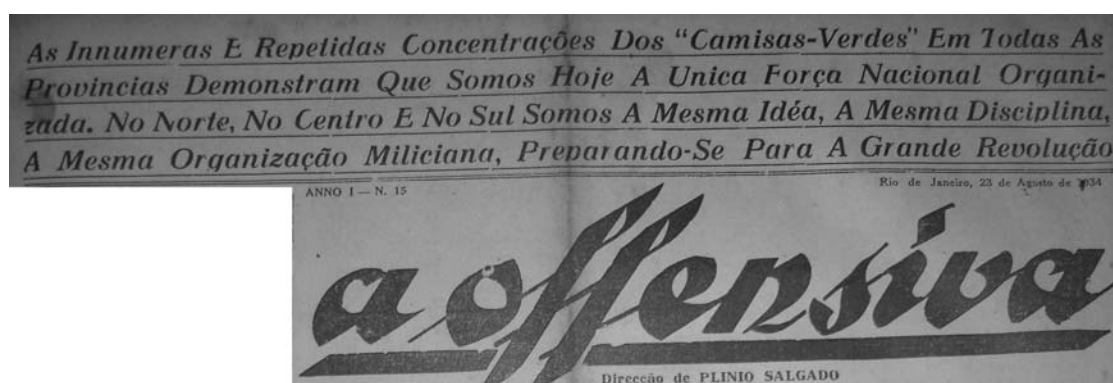 As Innumeras E Repetidas Concentrações Dos "Camisas-Verdes" Em Todas As
Provincias Demonstram Que Somos Hoje A Unica Força Nacional Organi-
zada. No Norte, No Centro E No Sul Somos A Mesma Idéa, A Mesma Disciplina,
A Mesma Organização Miliciana, Preparando-Se Para A Grande Revolução
ANNO I — N. 15
Rio de Janeiro, 23 de Agosto de 1934
a offensiva
Direcção de PLINIO SALGADO